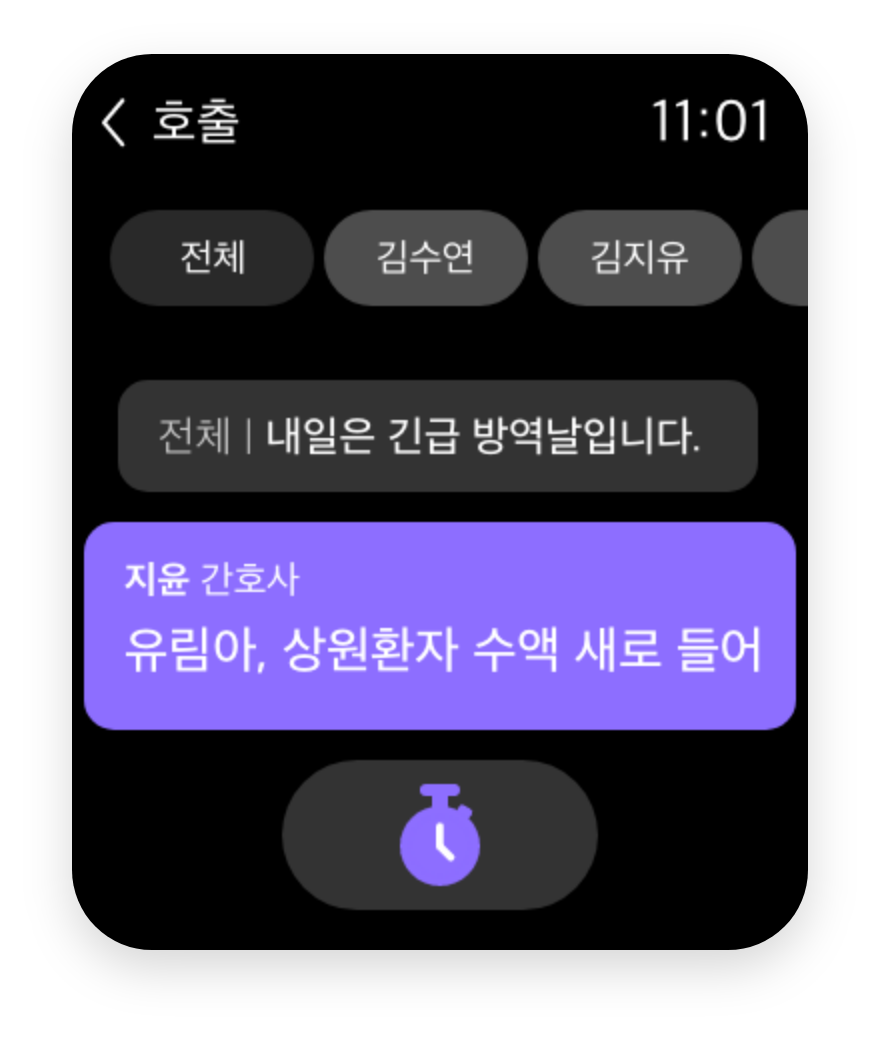 호출 11:01
전체 김수연 김지유
전체 | 내일은 긴급 방역날입니다.
지윤 간호사
유림아, 상원환자 수액 새로 들어